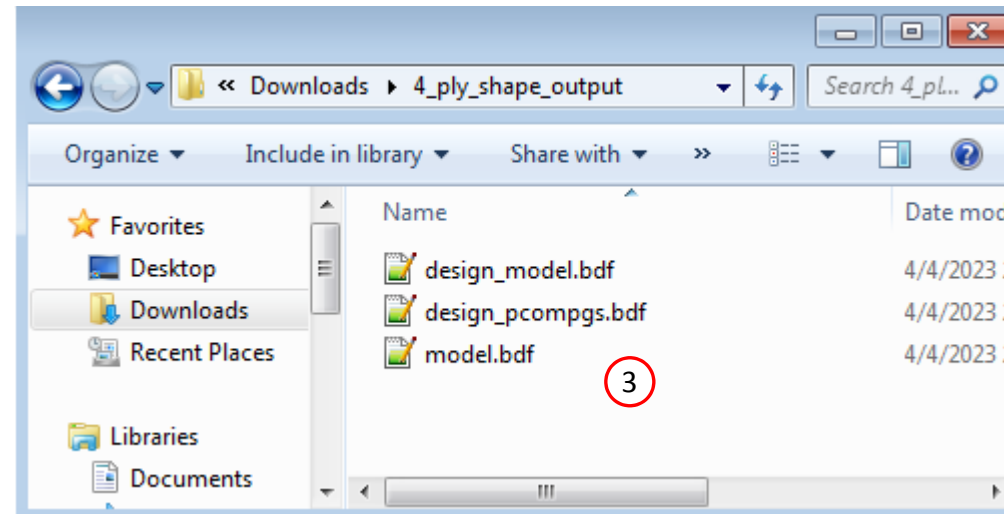 « Downloads ▸ 4_ply_shape_output
Search 4_pl...
Organize Include in library Share with »
Favorites
Desktop
Downloads
Recent Places
Libraries
Documents
Name Date mod
design_model.bdf 4/4/2023
design_pcompgs.bdf 4/4/2023
model.bdf 4/4/2023
3